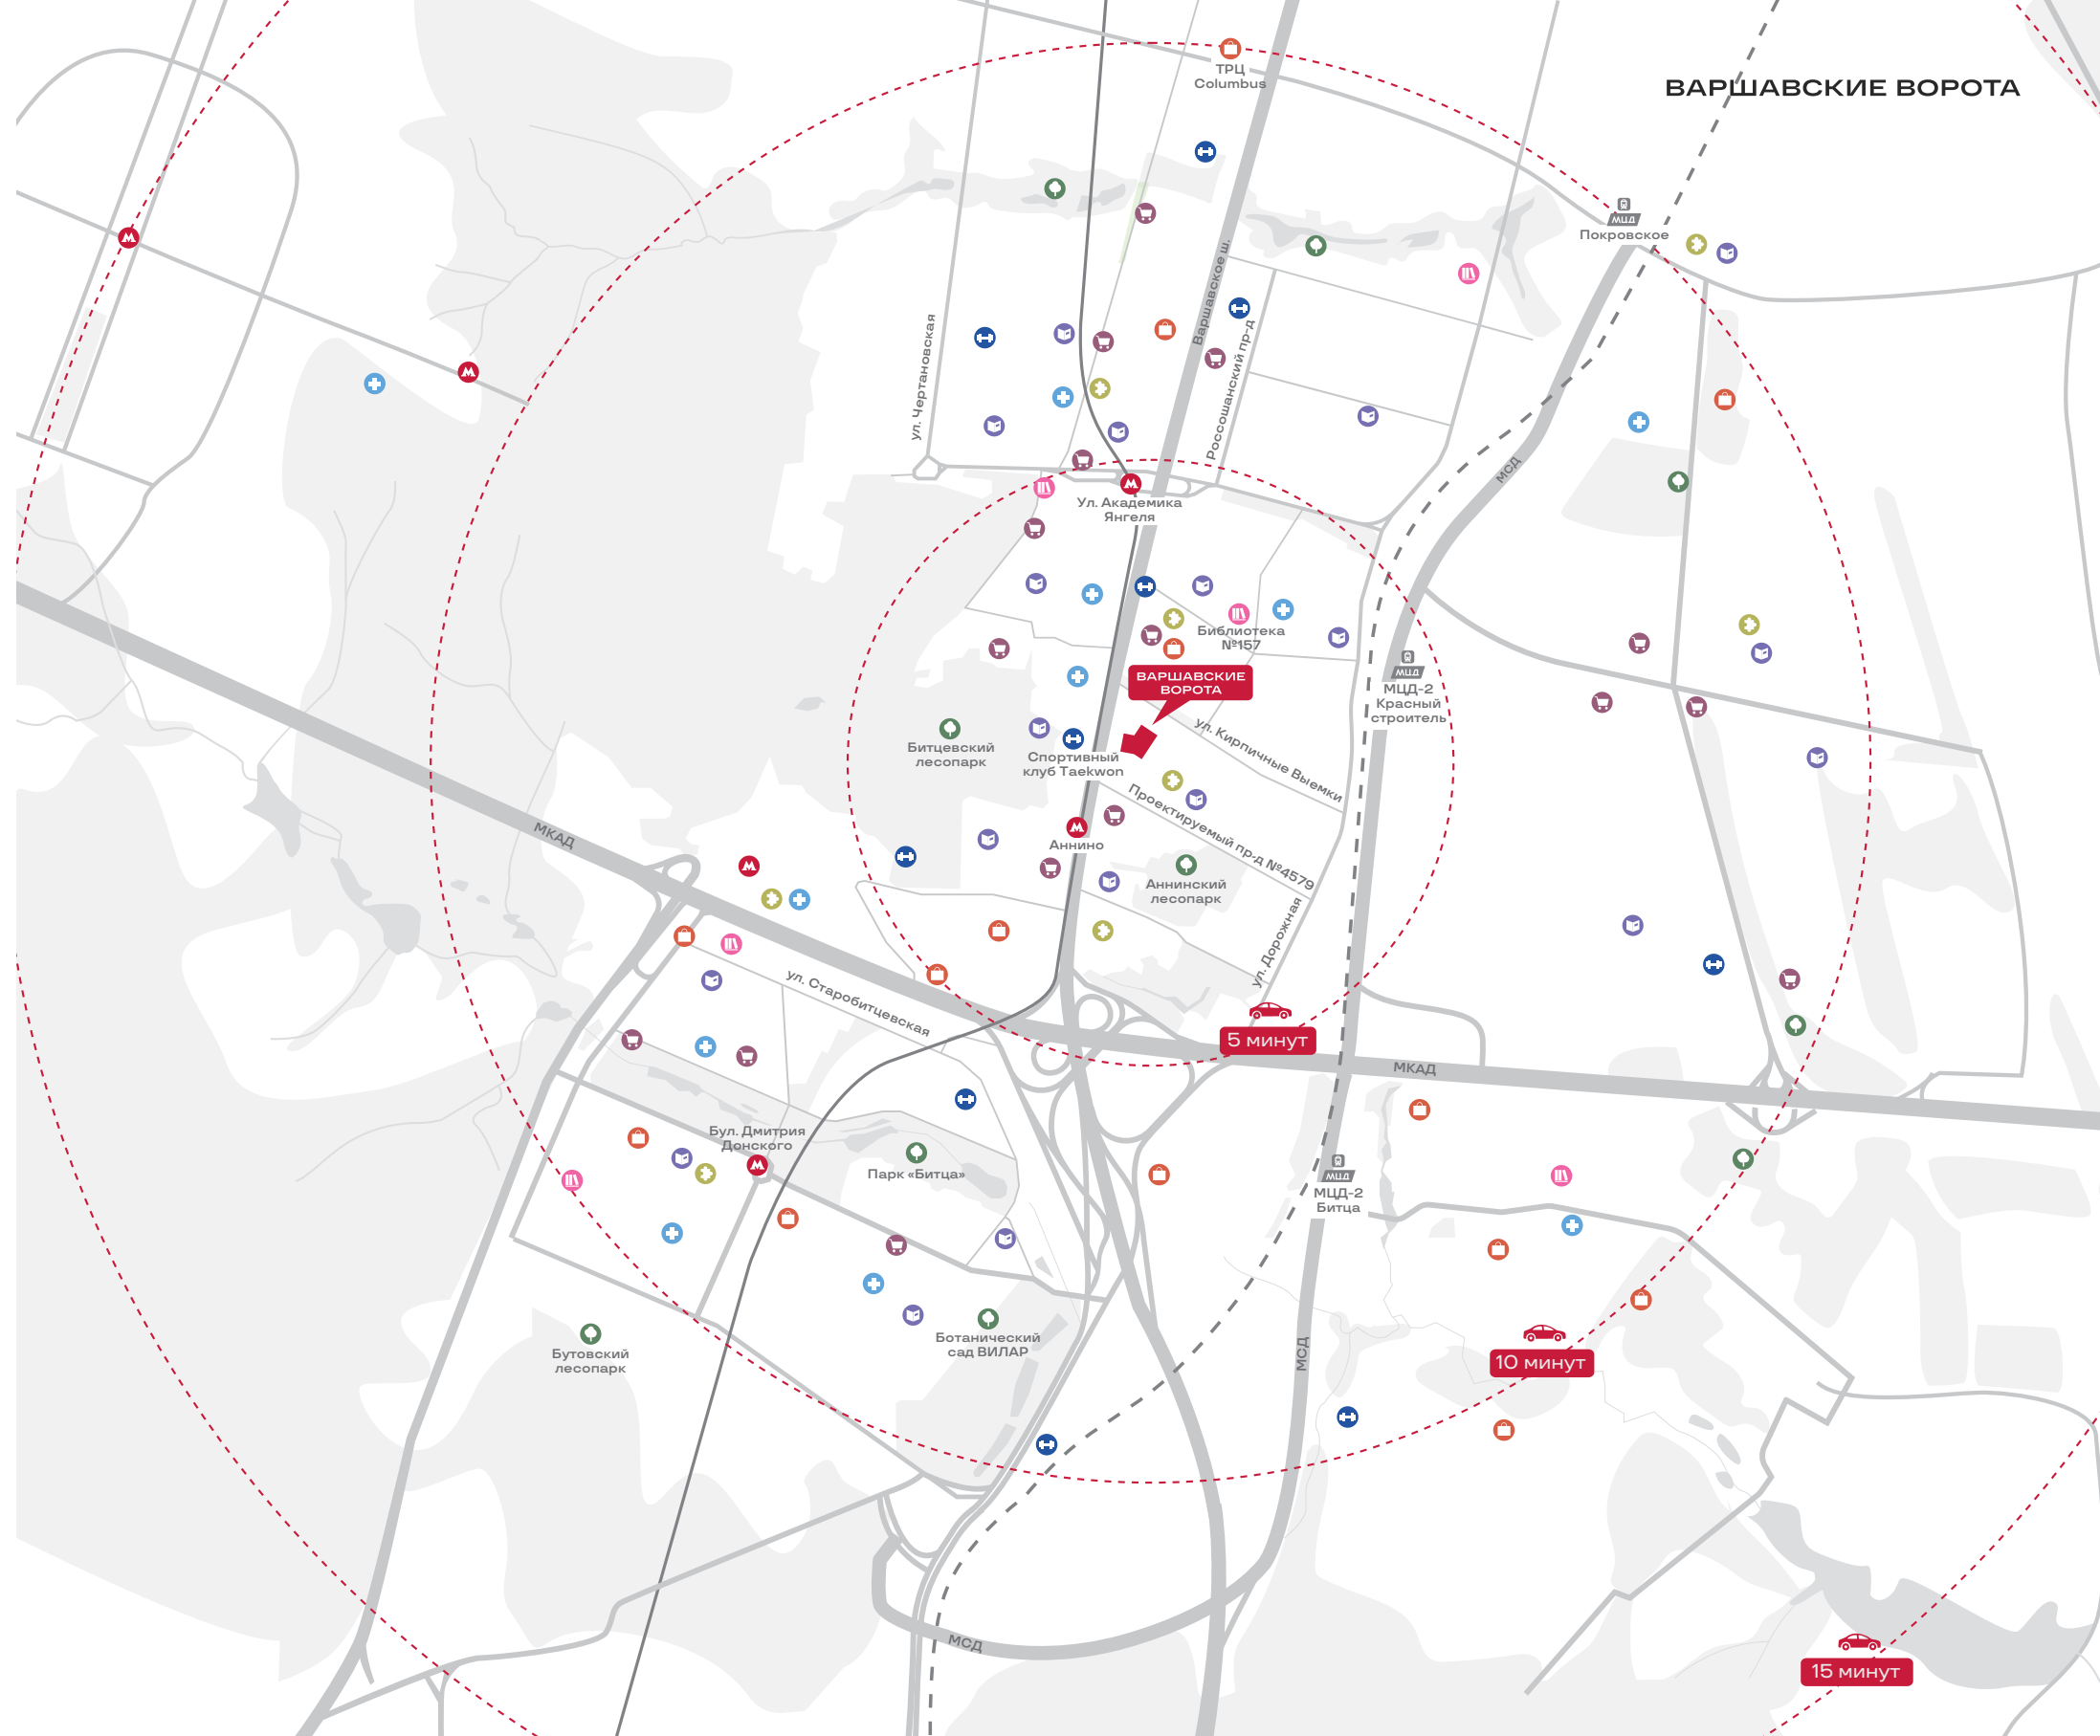 ТРЦ
Columbus
ВАРШАВСКИЕ ВОРОТА
МЦД
Покровское
Варшавское ш.
ул. Чертановская
Россошанский пр-д
МСД
Ул. Академика
Янгеля
Библиотека
№157
ВАРШАВСКИЕ
ВОРОТА
МЦД
МЦД-2
Красный
строитель
ул. Кирпичные Выемки
Битцевский
лесопарк
Спортивный
клуб Taekwon
Проектируемый пр-д №4579
МКАД
Аннино
Аннинский
лесопарк
ул. Дорожная
ул. Старобитцевская
5 минут
МКАД
Бул. Дмитрия
Донского
Парк «Битца»
МЦД
МЦД-2
Битца
Ботанический
сад ВИЛАР
Бутовский
лесопарк
МСД
10 минут
МСД
15 минут